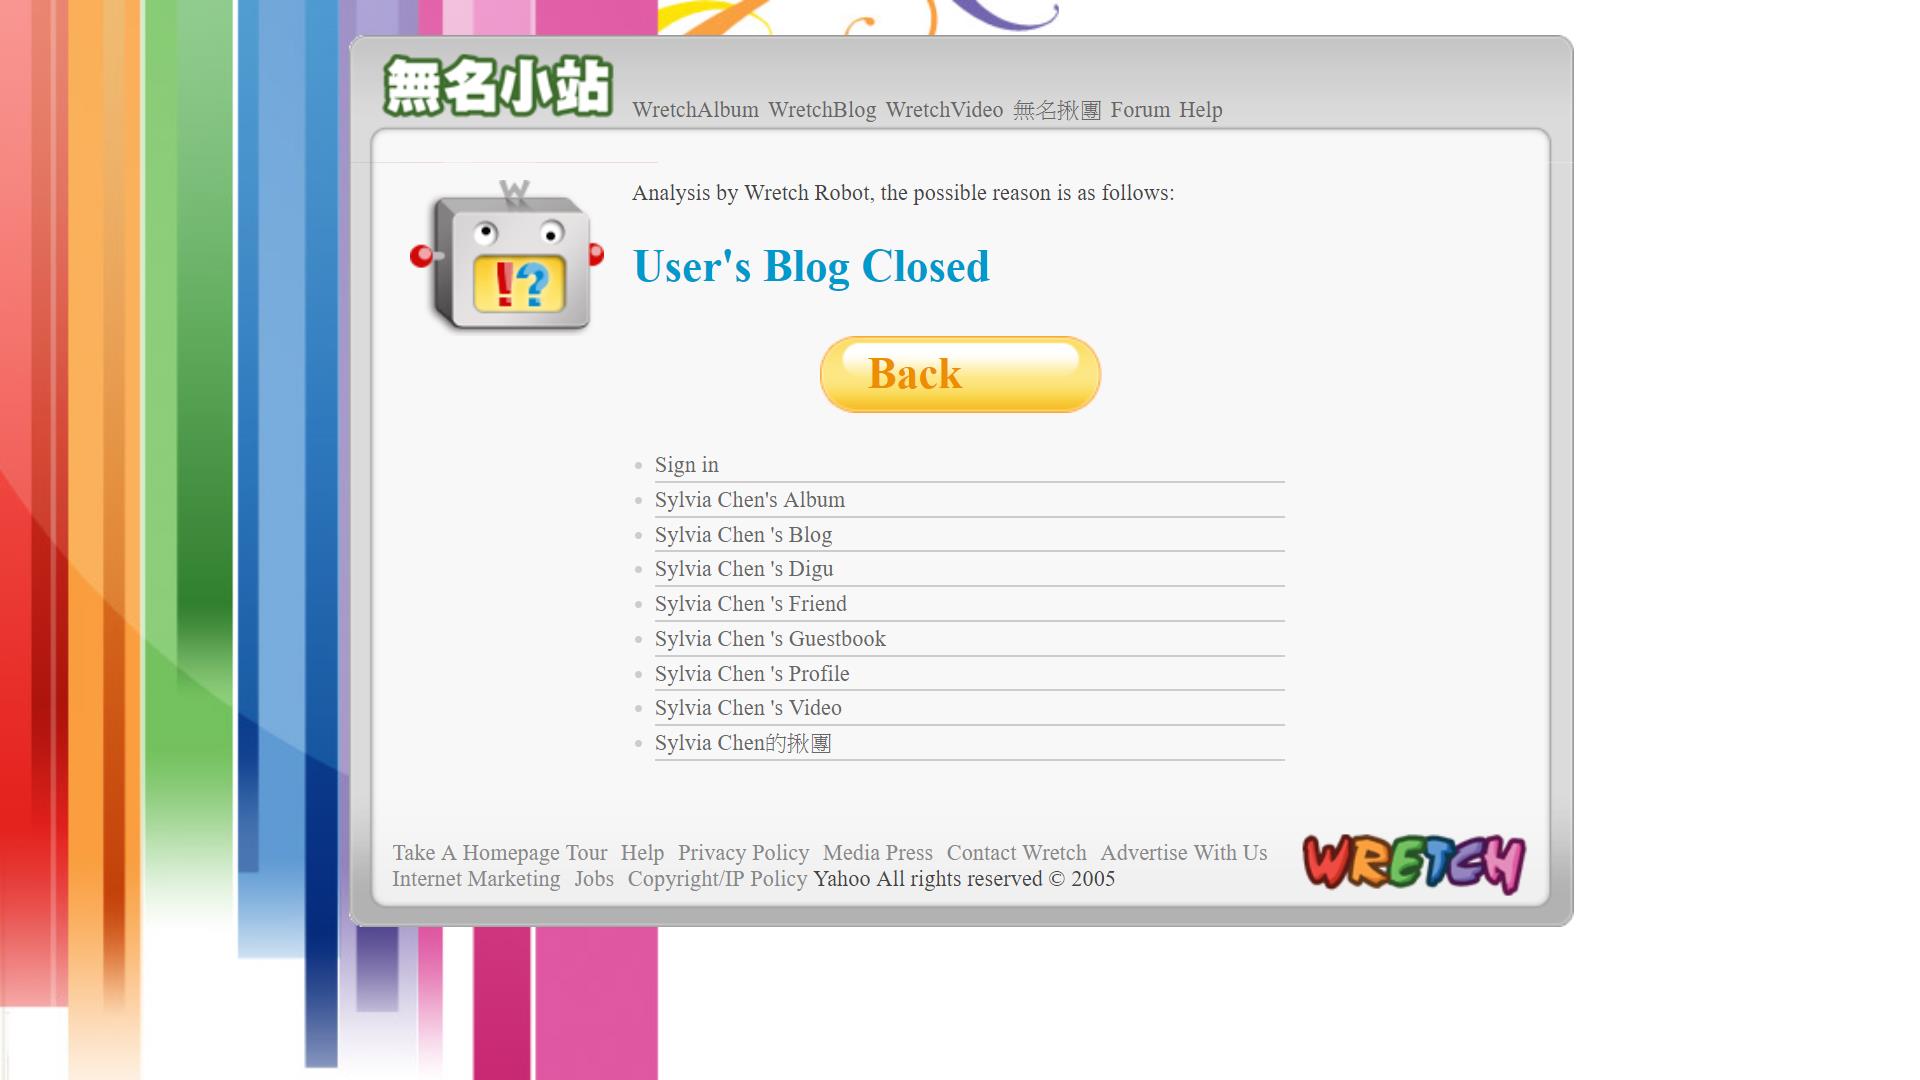 無名小站
WretchAlbum WretchBlog WretchVideo 無名揪團 Forum Help
W
Analysis by Wretch Robot, the possible reason is as follows:
!?
User's Blog Closed
Back
Sign in
Sylvia Chen's Album
Sylvia Chen 's Blog
Sylvia Chen 's Digu
Sylvia Chen 's Friend
Sylvia Chen 's Guestbook
Sylvia Chen 's Profile
Sylvia Chen 's Video
Sylvia Chen的揪團
Take A Homepage Tour Help Privacy Policy Media Press Contact Wretch Advertise With Us
Internet Marketing Jobs Copyright/IP Policy Yahoo All rights reserved © 2005
WRETCH